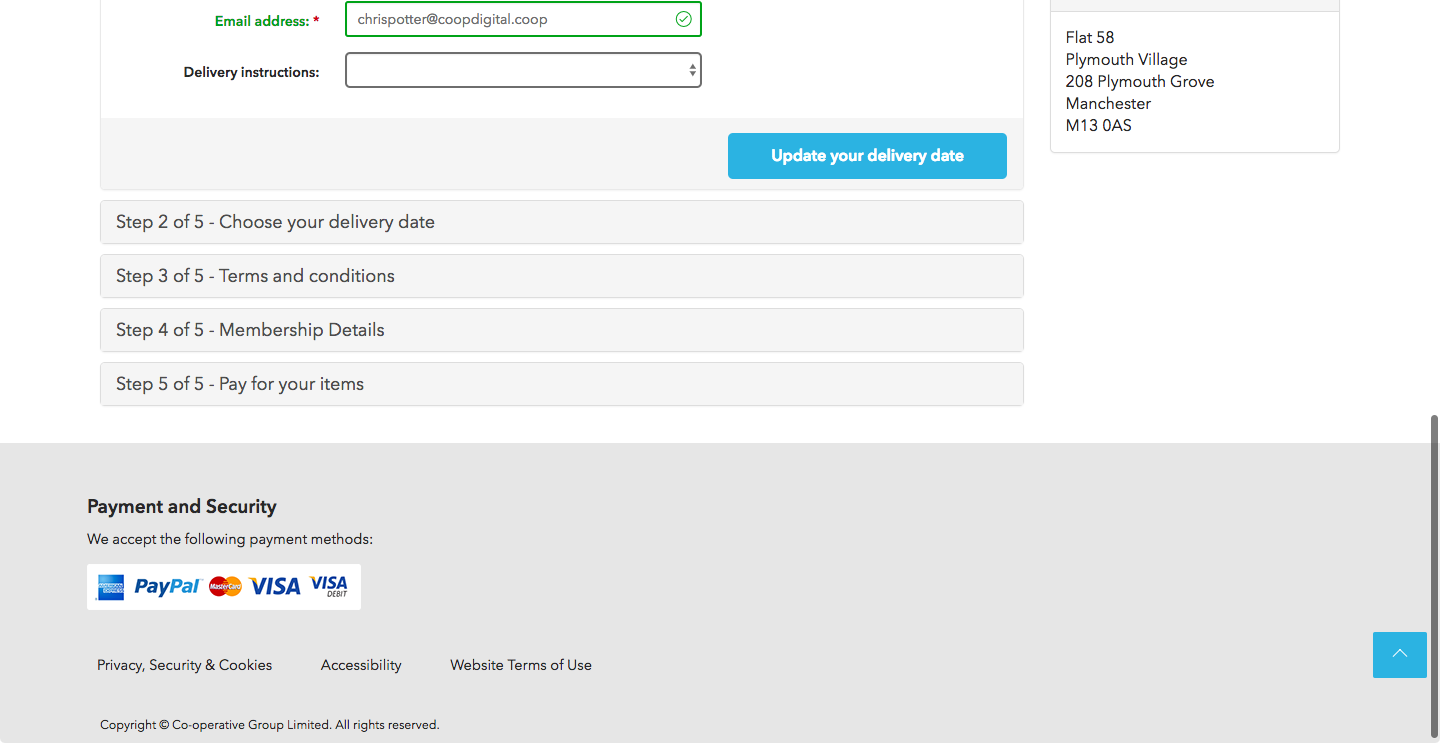 Email address: *
chrispotter@coopdigital.coop
Delivery instructions:
Update your delivery date
Flat 58
Plymouth Village
208 Plymouth Grove
Manchester
M13 0AS
Step 2 of 5 - Choose your delivery date
Step 3 of 5 - Terms and conditions
Step 4 of 5 - Membership Details
Step 5 of 5 - Pay for your items
Payment and Security
We accept the following payment methods:
PayPal MasterCard VISA VISA DEBIT
Privacy, Security & Cookies Accessibility Website Terms of Use
Copyright © Co-operative Group Limited. All rights reserved.